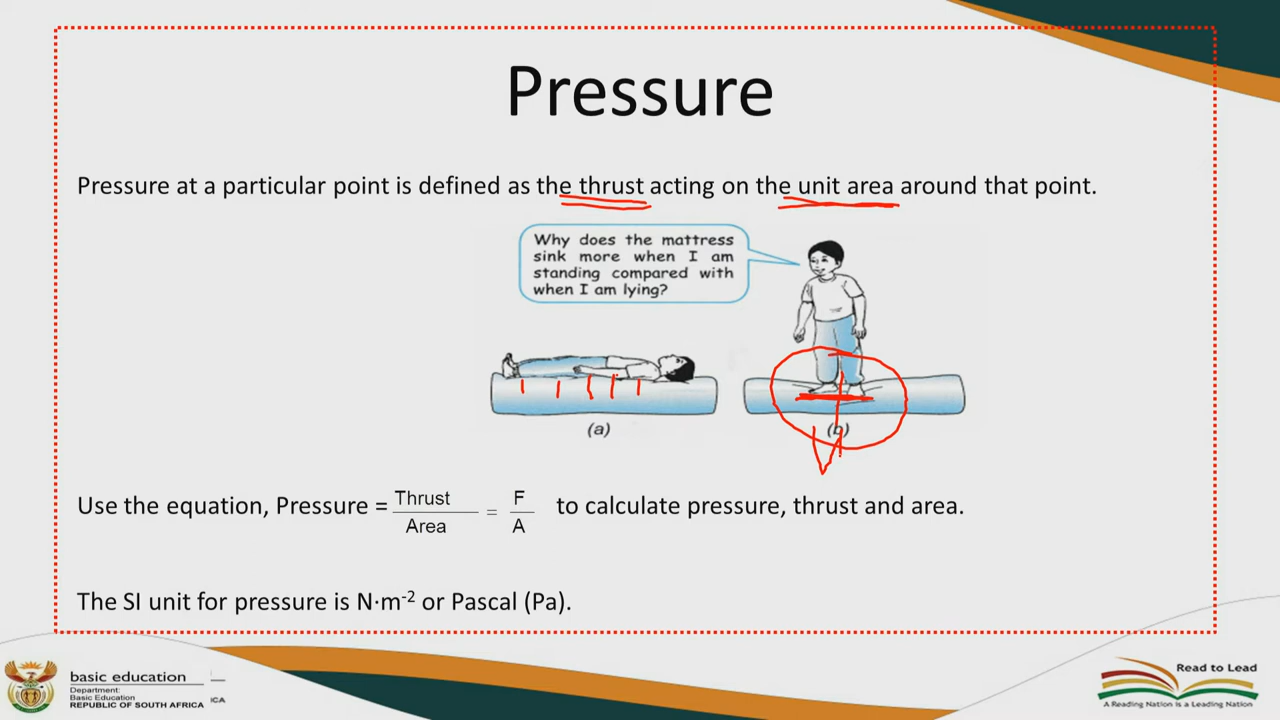 Pressure
Pressure at a particular point is defined as the thrust acting on the unit area around that point.
Why does the mattress
sink more when I am
standing compared with
when I am lying?
(a)
(b)
Use the equation, Pressure = Thrust / Area = F / A to calculate pressure, thrust and area.
The SI unit for pressure is N·m⁻² or Pascal (Pa).
basic education
Department:
Basic Education
REPUBLIC OF SOUTH AFRICA
ICA
Read to Lead
A Reading Nation is a Leading Nation